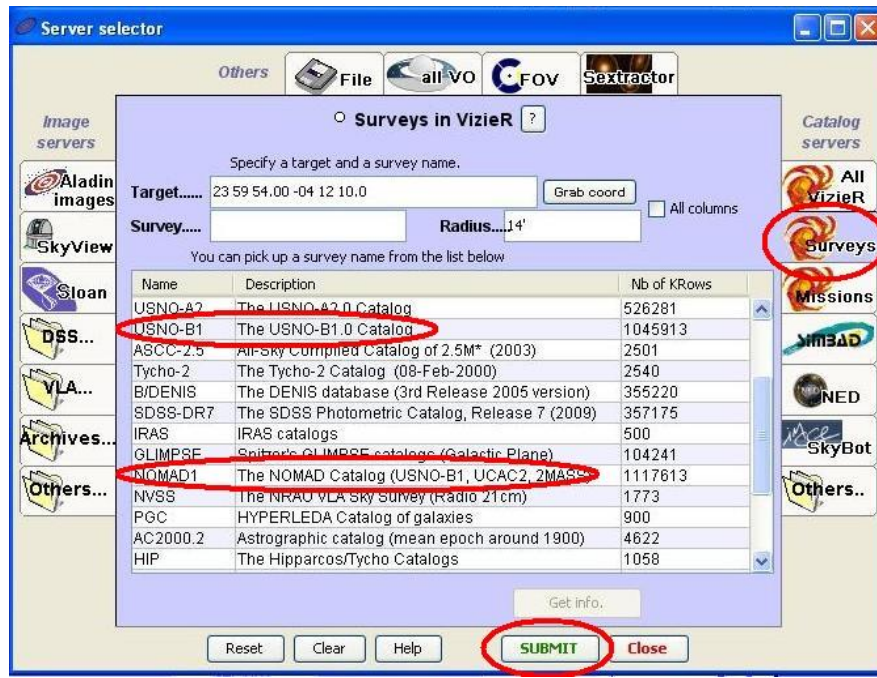 Server selector
Others
File
all VO
FOV
Sextractor
Image
servers
Catalog
servers
Aladin
images
SkyView
Sloan
DSS...
VLA...
Archives...
Others...
Surveys in VizieR ?
Specify a target and a survey name.
Target...... 23 59 54.00 -04 12 10.0 Grab coord
Survey..... Radius....14' All columns
You can pick up a survey name from the list below
Name Description Nb of KRows
USNO-A2 The USNO-A2.0 Catalog 526281
USNO-B1 The USNO-B1.0 Catalog 1045913
ASCC-2.5 All-Sky Compiled Catalog of 2.5M* (2003) 2501
Tycho-2 The Tycho-2 Catalog (08-Feb-2000) 2540
B/DENIS The DENIS database (3rd Release 2005 version) 355220
SDSS-DR7 The SDSS Photometric Catalog, Release 7 (2009) 357175
IRAS IRAS catalogs 500
GLIMPSE Spitzer's GLIMPSE catalogs (Galactic Plane) 104241
NOMAD1 The NOMAD Catalog (USNO-B1, UCAC2, 2MASS) 1117613
NVSS The NRAO VLA Sky Survey (Radio 21cm) 1773
PGC HYPERLEDA Catalog of galaxies 900
AC2000.2 Astrographic catalog (mean epoch around 1900) 4622
HIP The Hipparcos/Tycho Catalogs 1058
Get info.
Reset Clear Help SUBMIT Close
All
VizieR
Surveys
Missions
SIMBAD
NED
SkyBot
Others..